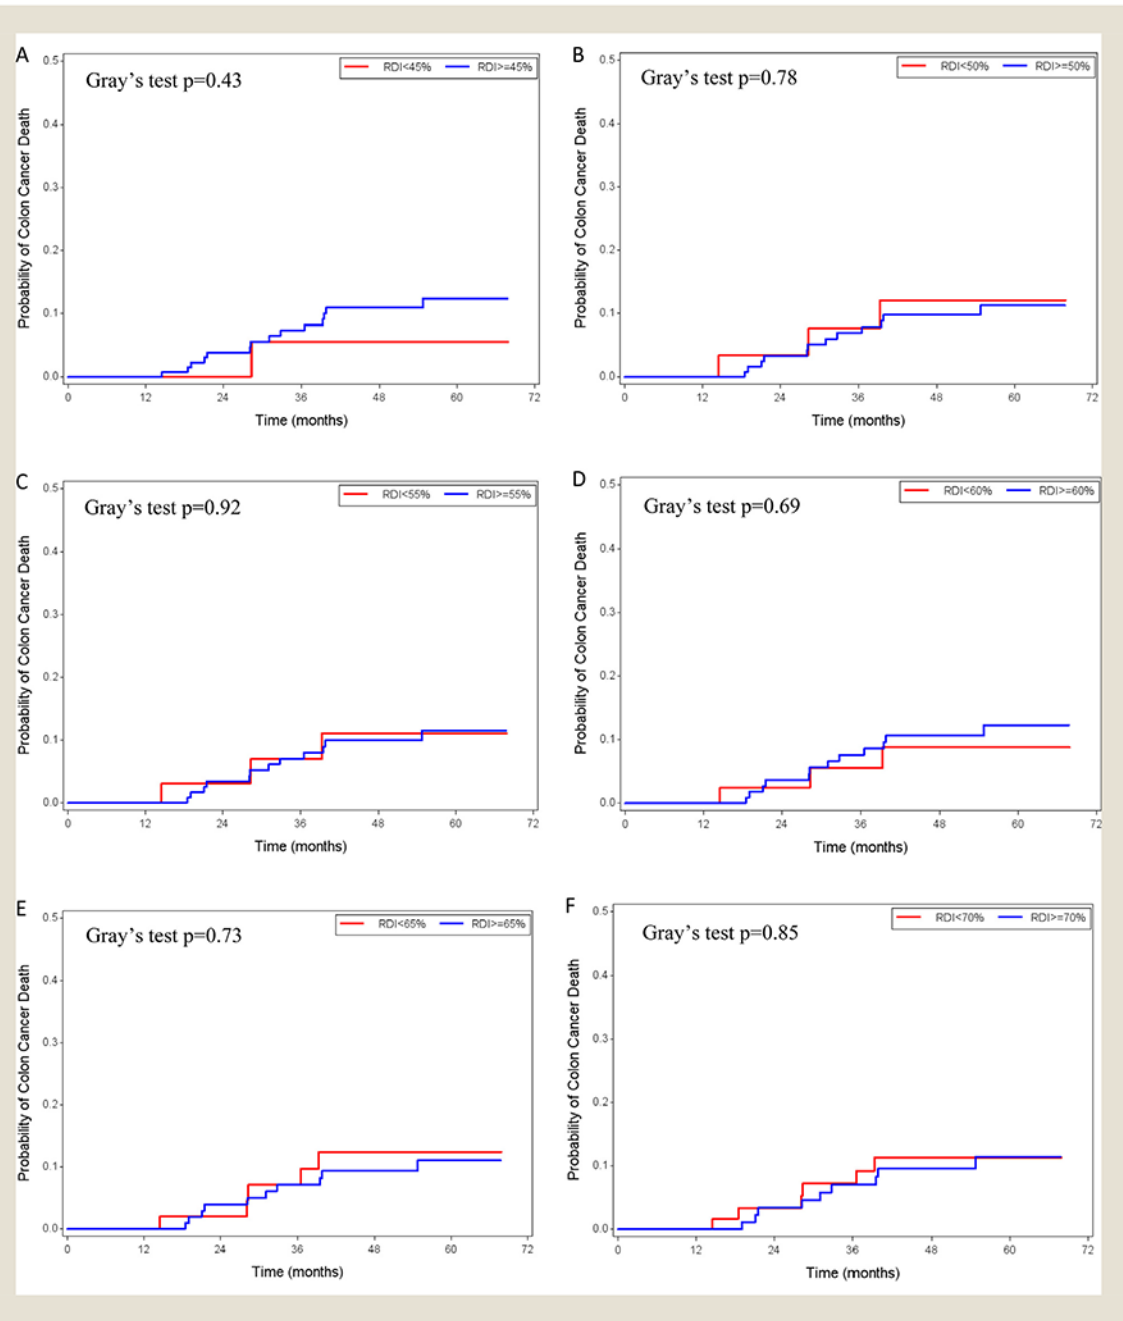 A
Gray's test p=0.43
RDI<45% RDI>=45%
Probability of Colon Cancer Death
0.5
0.4
0.3
0.2
0.1
0.0
0 12 24 36 48 60 72
Time (months)
B
Gray's test p=0.78
RDI<50% RDI>=50%
Probability of Colon Cancer Death
0.5
0.4
0.3
0.2
0.1
0.0
0 12 24 36 48 60 72
Time (months)
C
Gray's test p=0.92
RDI<55% RDI>=55%
Probability of Colon Cancer Death
0.5
0.4
0.3
0.2
0.1
0.0
0 12 24 36 48 60 72
Time (months)
D
Gray's test p=0.69
RDI<60% RDI>=60%
Probability of Colon Cancer Death
0.5
0.4
0.3
0.2
0.1
0.0
0 12 24 36 48 60 72
Time (months)
E
Gray's test p=0.73
RDI<65% RDI>=65%
Probability of Colon Cancer Death
0.5
0.4
0.3
0.2
0.1
0.0
0 12 24 36 48 60 72
Time (months)
F
Gray's test p=0.85
RDI<70% RDI>=70%
Probability of Colon Cancer Death
0.5
0.4
0.3
0.2
0.1
0.0
0 12 24 36 48 60 72
Time (months)